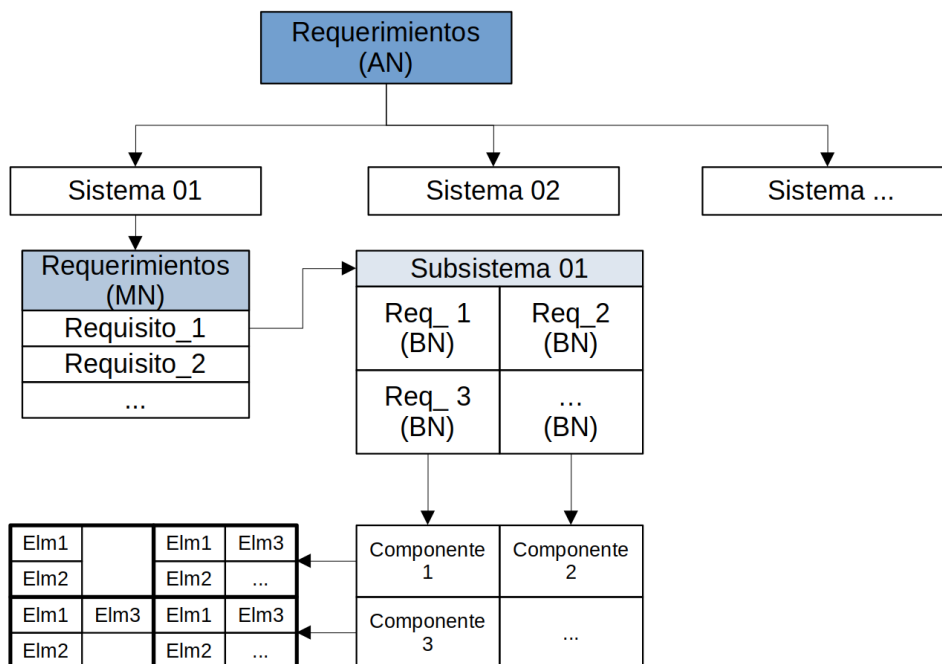 Requerimientos
(AN)
Sistema 01
Sistema 02
Sistema ...
Requerimientos
(MN)
Requisito_1
Requisito_2
...
Subsistema 01
Req_ 1
(BN)
Req_2
(BN)
Req_ 3
(BN)
...
(BN)
Componente
1
Componente
2
Componente
3
...
Elm1
Elm2
Elm1
Elm3
Elm2
...
Elm1
Elm3
Elm2
Elm1
Elm3
Elm2
...